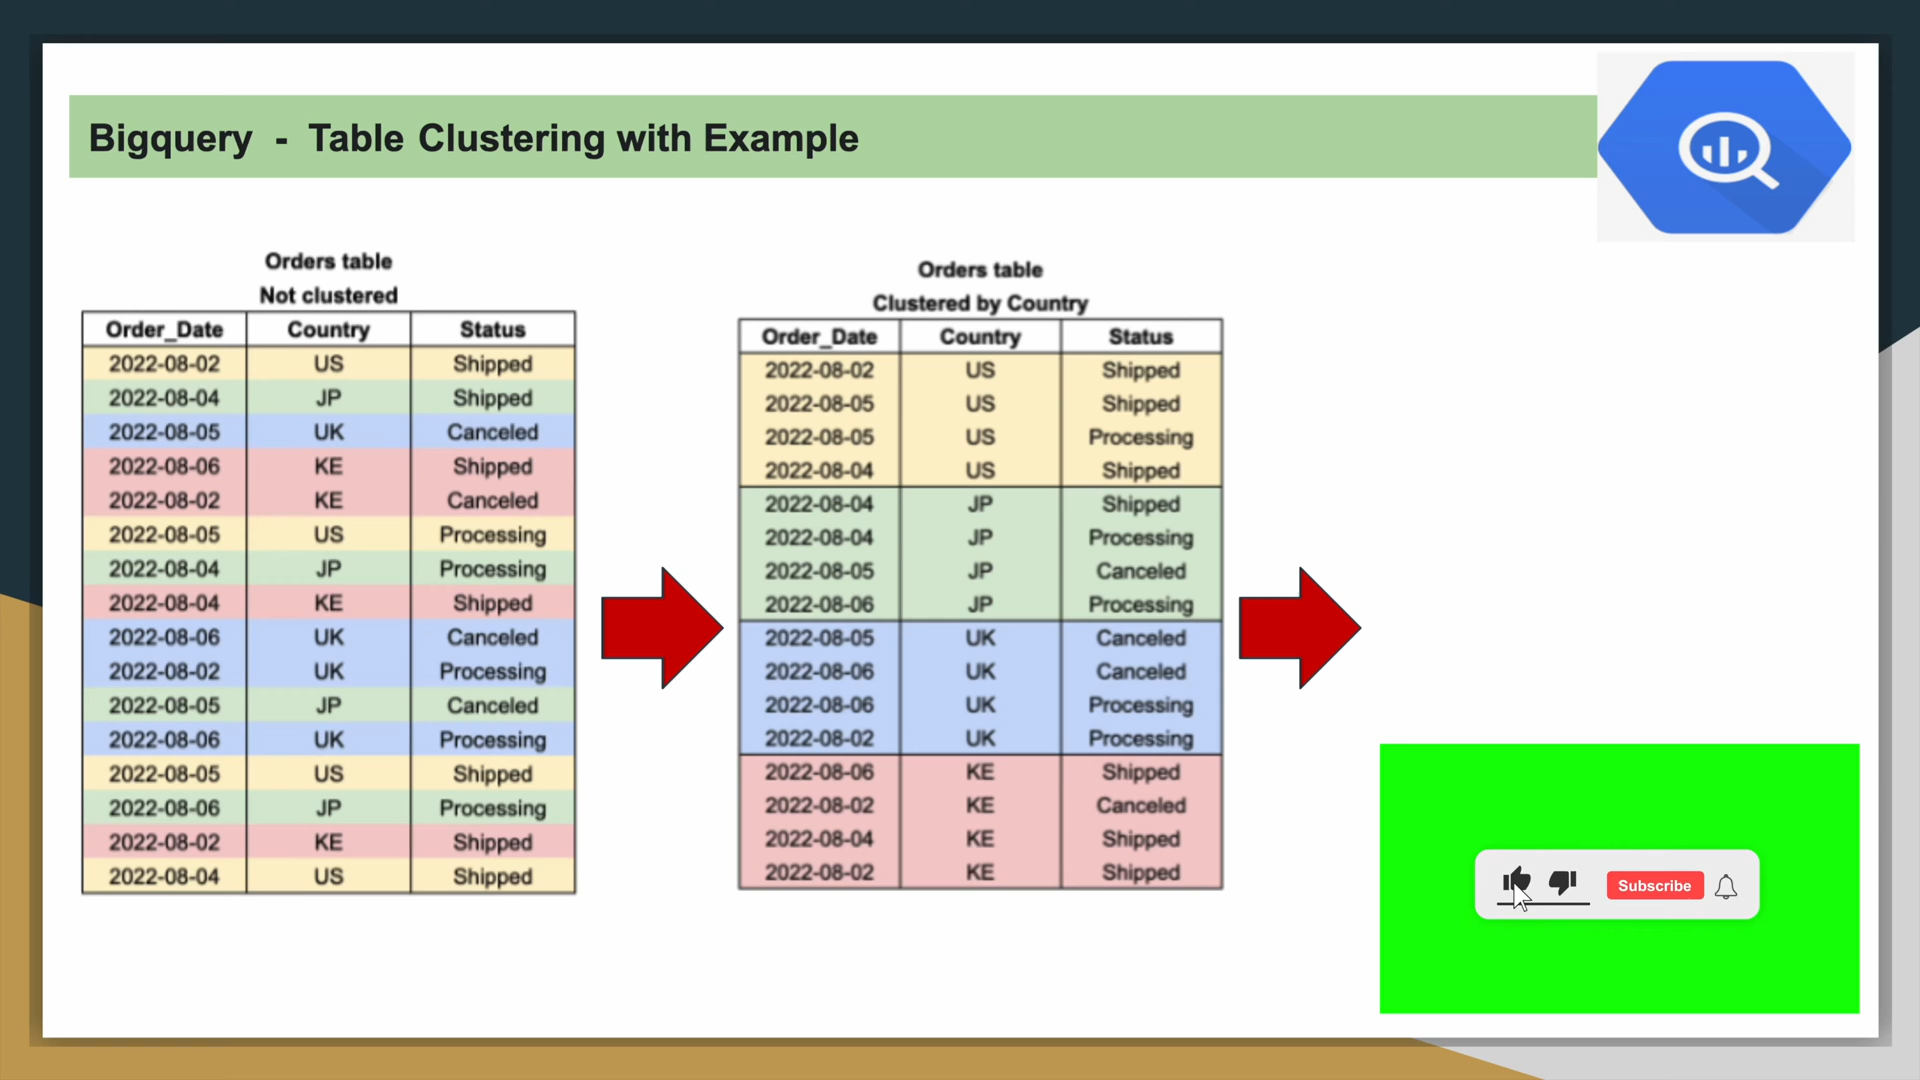 Bigquery - Table Clustering with Example
Orders table
Not clustered
Order_Date Country Status
2022-08-02 US Shipped
2022-08-04 JP Shipped
2022-08-05 UK Canceled
2022-08-06 KE Shipped
2022-08-02 KE Canceled
2022-08-05 US Processing
2022-08-04 JP Processing
2022-08-04 KE Shipped
2022-08-06 UK Canceled
2022-08-02 UK Processing
2022-08-05 JP Canceled
2022-08-06 UK Processing
2022-08-05 US Shipped
2022-08-06 JP Processing
2022-08-02 KE Shipped
2022-08-04 US Shipped
Orders table
Clustered by Country
Order_Date Country Status
2022-08-02 US Shipped
2022-08-05 US Shipped
2022-08-05 US Processing
2022-08-04 US Shipped
2022-08-04 JP Shipped
2022-08-04 JP Processing
2022-08-05 JP Canceled
2022-08-06 JP Processing
2022-08-05 UK Canceled
2022-08-06 UK Canceled
2022-08-06 UK Processing
2022-08-02 UK Processing
2022-08-06 KE Shipped
2022-08-02 KE Canceled
2022-08-04 KE Shipped
2022-08-02 KE Shipped
Subscribe